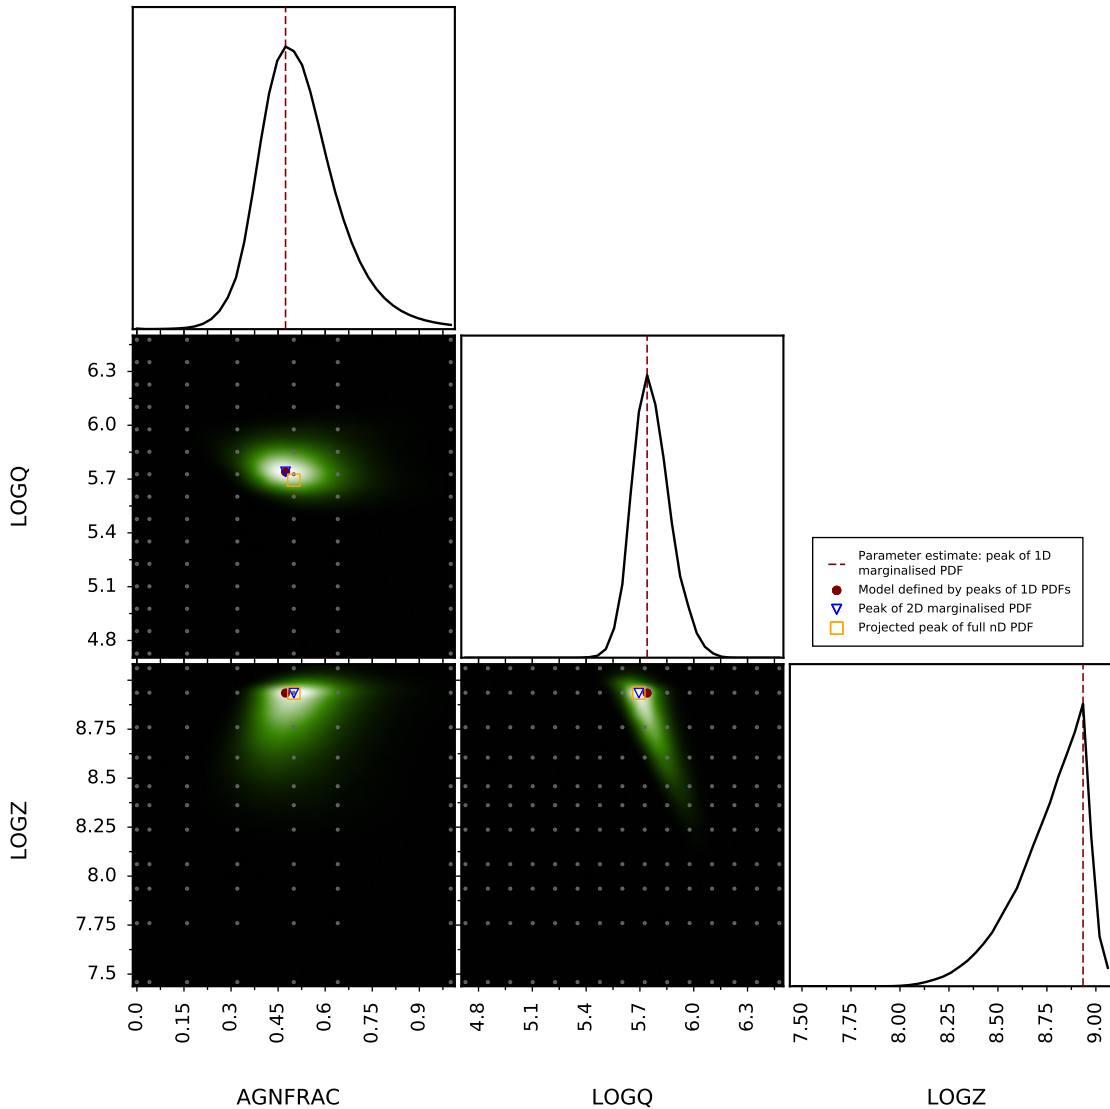 6.3
6.0
5.7
5.4
5.1
4.8
LOGQ
Parameter estimate: peak of 1D
marginalised PDF
Model defined by peaks of 1D PDFs
Peak of 2D marginalised PDF
Projected peak of full nD PDF
8.75
8.5
8.25
8.0
7.75
7.5
LOGZ
0.0 0.15 0.3 0.45 0.6 0.75 0.9
4.8 5.1 5.4 5.7 6.0 6.3
7.50 7.75 8.00 8.25 8.50 8.75 9.00
AGNFRAC
LOGQ
LOGZ